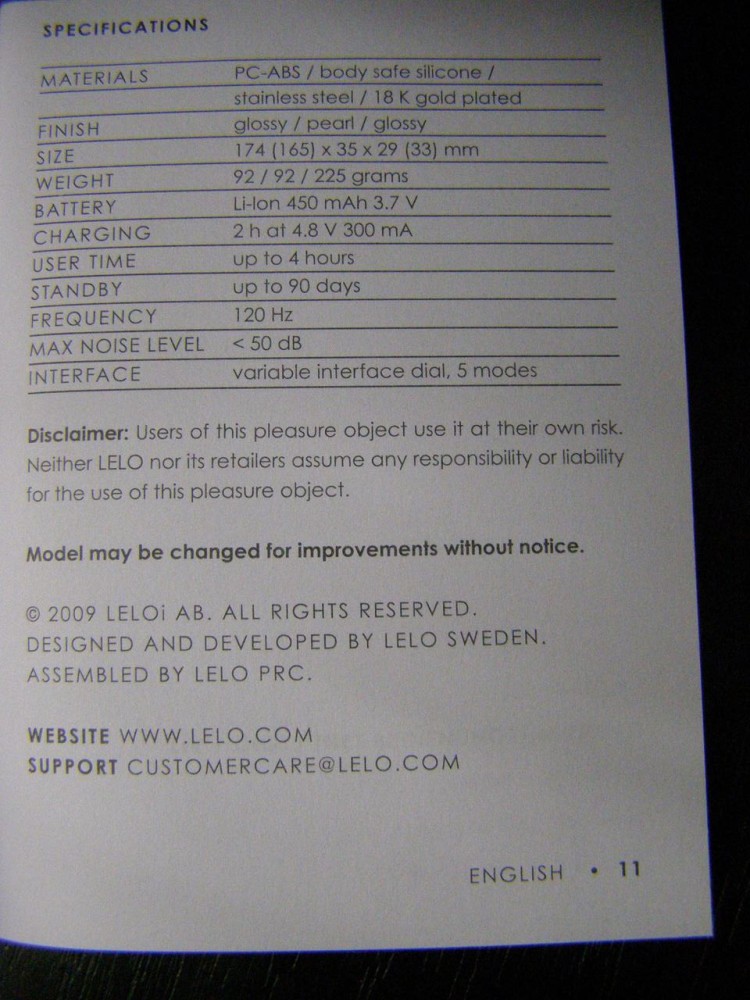 SPECIFICATIONS
MATERIALS PC-ABS / body safe silicone /
stainless steel / 18 K gold plated
FINISH glossy / pearl / glossy
SIZE 174 (165) x 35 x 29 (33) mm
WEIGHT 92 / 92 / 225 grams
BATTERY Li-Ion 450 mAh 3.7 V
CHARGING 2 h at 4.8 V 300 mA
USER TIME up to 4 hours
STANDBY up to 90 days
FREQUENCY 120 Hz
MAX NOISE LEVEL < 50 dB
INTERFACE variable interface dial, 5 modes
Disclaimer: Users of this pleasure object use it at their own risk.
Neither LELO nor its retailers assume any responsibility or liability
for the use of this pleasure object.
Model may be changed for improvements without notice.
© 2009 LELOi AB. ALL RIGHTS RESERVED.
DESIGNED AND DEVELOPED BY LELO SWEDEN.
ASSEMBLED BY LELO PRC.
WEBSITE WWW.LELO.COM
SUPPORT CUSTOMERCARE@LELO.COM
ENGLISH • 11